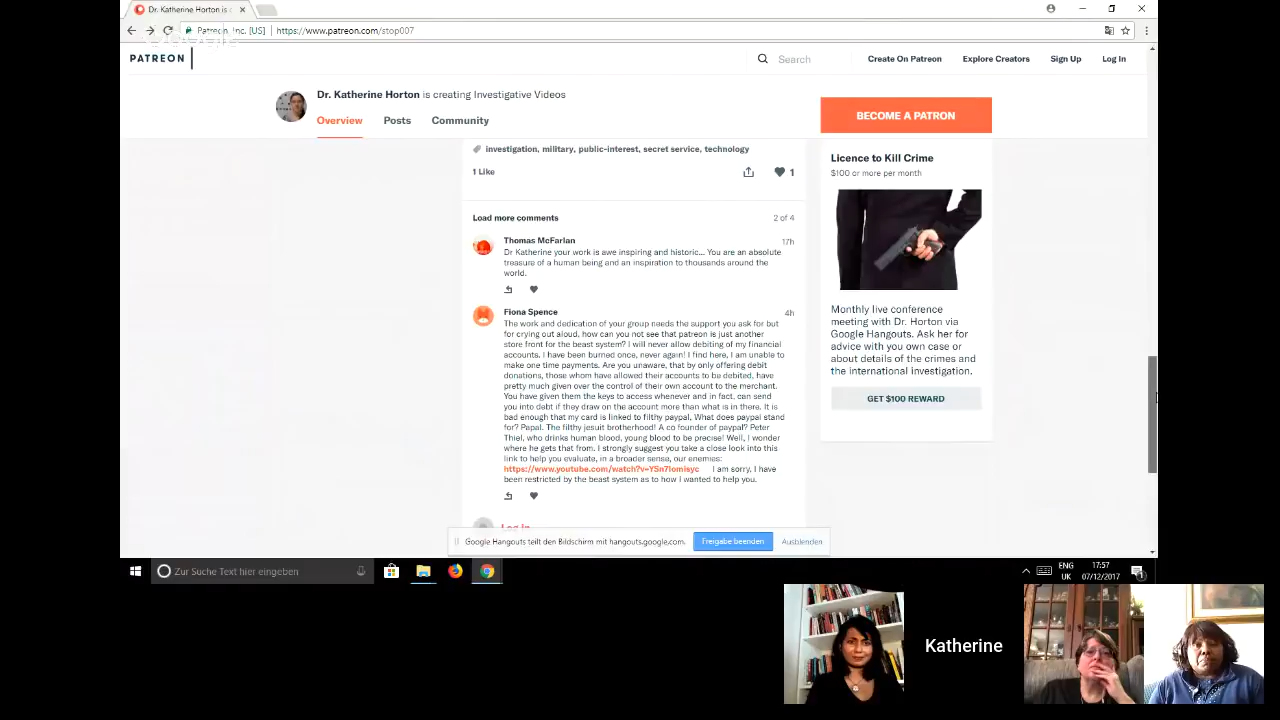 Dr. Katherine Horton is c
Patreon, Inc. [US]
https://www.patreon.com/stop007
PATREON
Search
Create On Patreon
Explore Creators
Sign Up
Log In
Dr. Katherine Horton is creating Investigative Videos
Overview
Posts
Community
BECOME A PATRON
investigation, military, public-interest, secret service, technology
1 Like
1
Load more comments
2 of 4
Thomas McFarlan
17h
Dr Katherine your work is awe inspiring and historic... You are an absolute
treasure of a human being and an inspiration to thousands around the
world.
Fiona Spence
4h
The work and dedication of your group needs the support you ask for but
for crying out aloud, how can you not see that patreon is just another
store front for the beast system? I will never allow debiting of my financial
accounts. I have been burned once, never again! I find here, I am unable to
make one time payments. Are you unaware, that by only offering debit
donations, those whom have allowed their accounts to be debited, have
pretty much given over the control of their own account to the merchant.
You have given them the keys to access whenever and in fact, can send
you into debt if they draw on the account more than what is in there. It is
bad enough that my card is linked to filthy paypal, What does paypal stand
for? Papal. The filthy jesuit brotherhood! A co founder of paypal? Peter
Thiel, who drinks human blood, young blood to be precise! Well, I wonder
where he gets that from. I strongly suggest you take a close look into this
link to help you evaluate, in a broader sense, our enemies:
I am sorry, I have
been restricted by the beast system as to how I wanted to help you.
Log in
Licence to Kill Crime
$100 or more per month
Monthly live conference
meeting with Dr. Horton via
Google Hangouts. Ask her for
advice with you own case or
about details of the crimes and
the international investigation.
GET $100 REWARD
Google Hangouts teilt den Bildschirm mit hangouts.google.com.
Freigabe beenden
Ausblenden
Zur Suche Text hier eingeben
ENG
UK
17:57
07/12/2017
1
Katherine